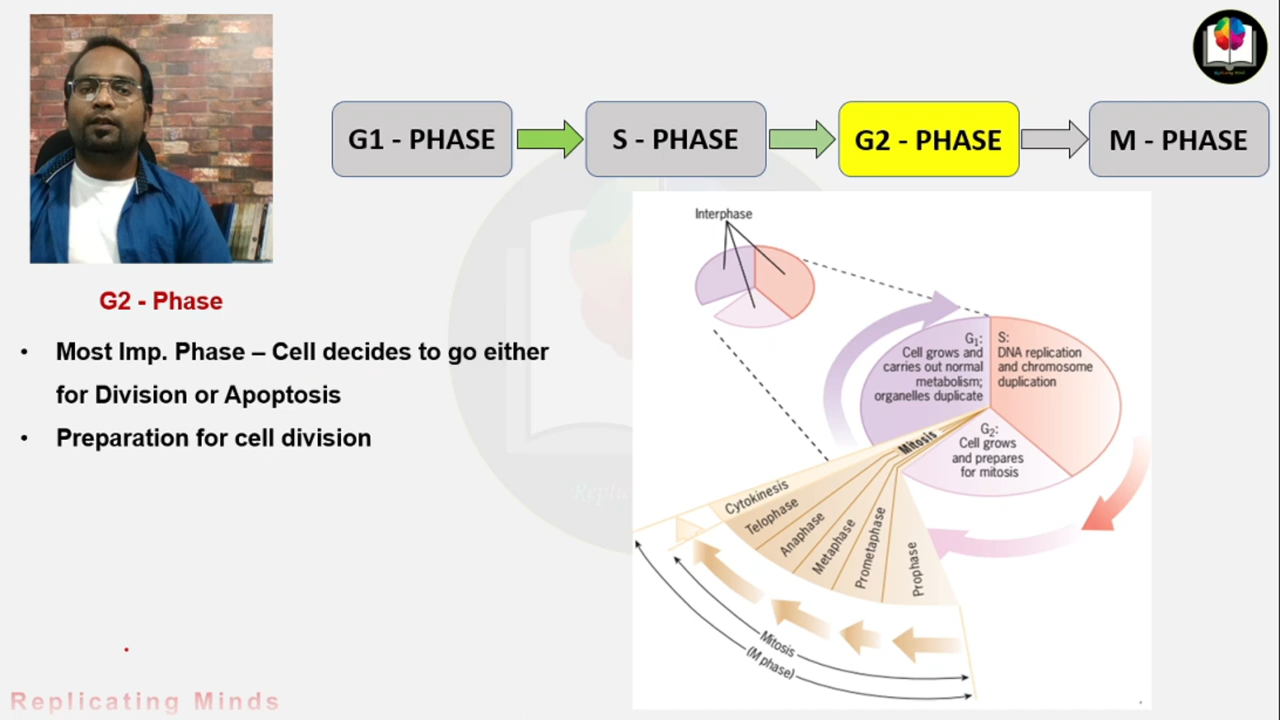 G1 - PHASE
S - PHASE
G2 - PHASE
M - PHASE
G2 - Phase
• Most Imp. Phase – Cell decides to go either
for Division or Apoptosis
• Preparation for cell division
Interphase
G1:
Cell grows and
carries out normal
metabolism;
organelles duplicate
S:
DNA replication
and chromosome
duplication
G2:
Cell grows
and prepares
for mitosis
Mitosis
Cytokinesis
Telophase
Anaphase
Metaphase
Prometaphase
Prophase
Mitosis
(M phase)
Replicating Minds